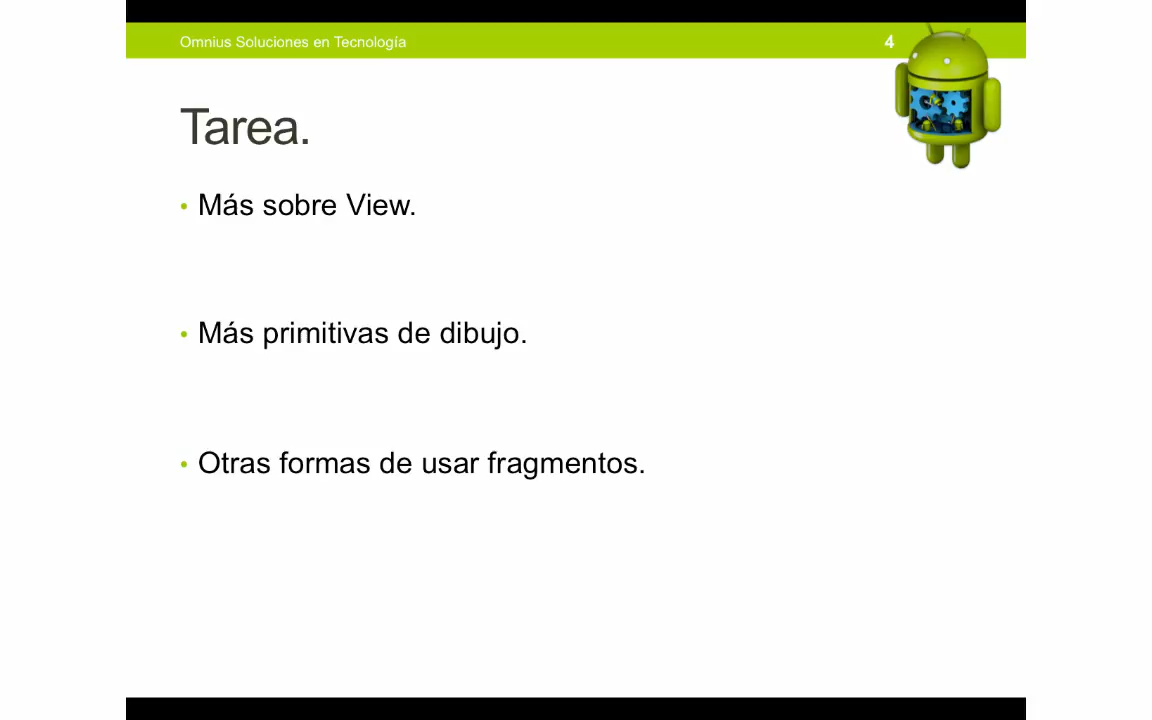 Omnius Soluciones en Tecnología
4
Tarea.
• Más sobre View.
• Más primitivas de dibujo.
• Otras formas de usar fragmentos.